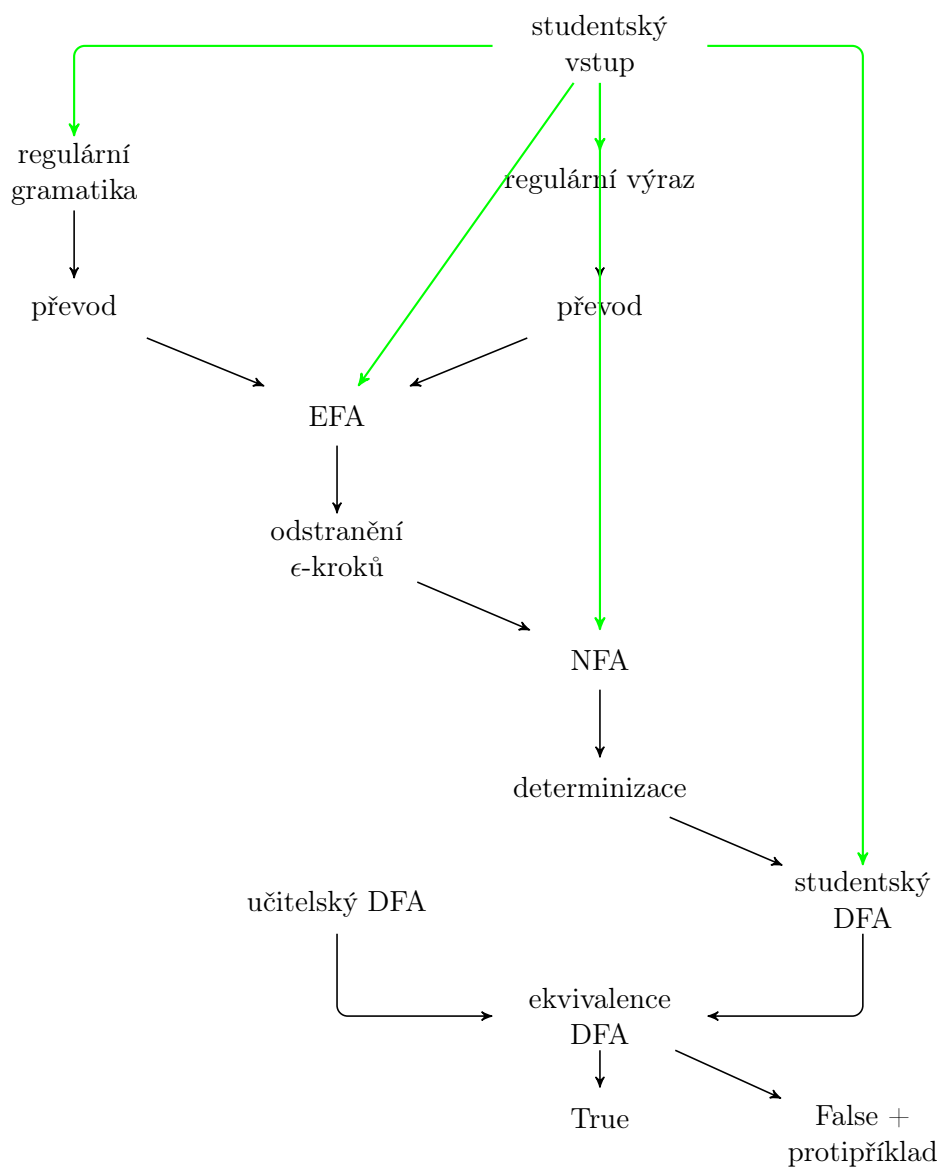 studentský
vstup
regulární
gramatika
regulární výraz
převod
převod
EFA
odstranění
ϵ-kroků
NFA
determinizace
studentský
DFA
učitelský DFA
ekvivalence
DFA
True
False +
protipříklad